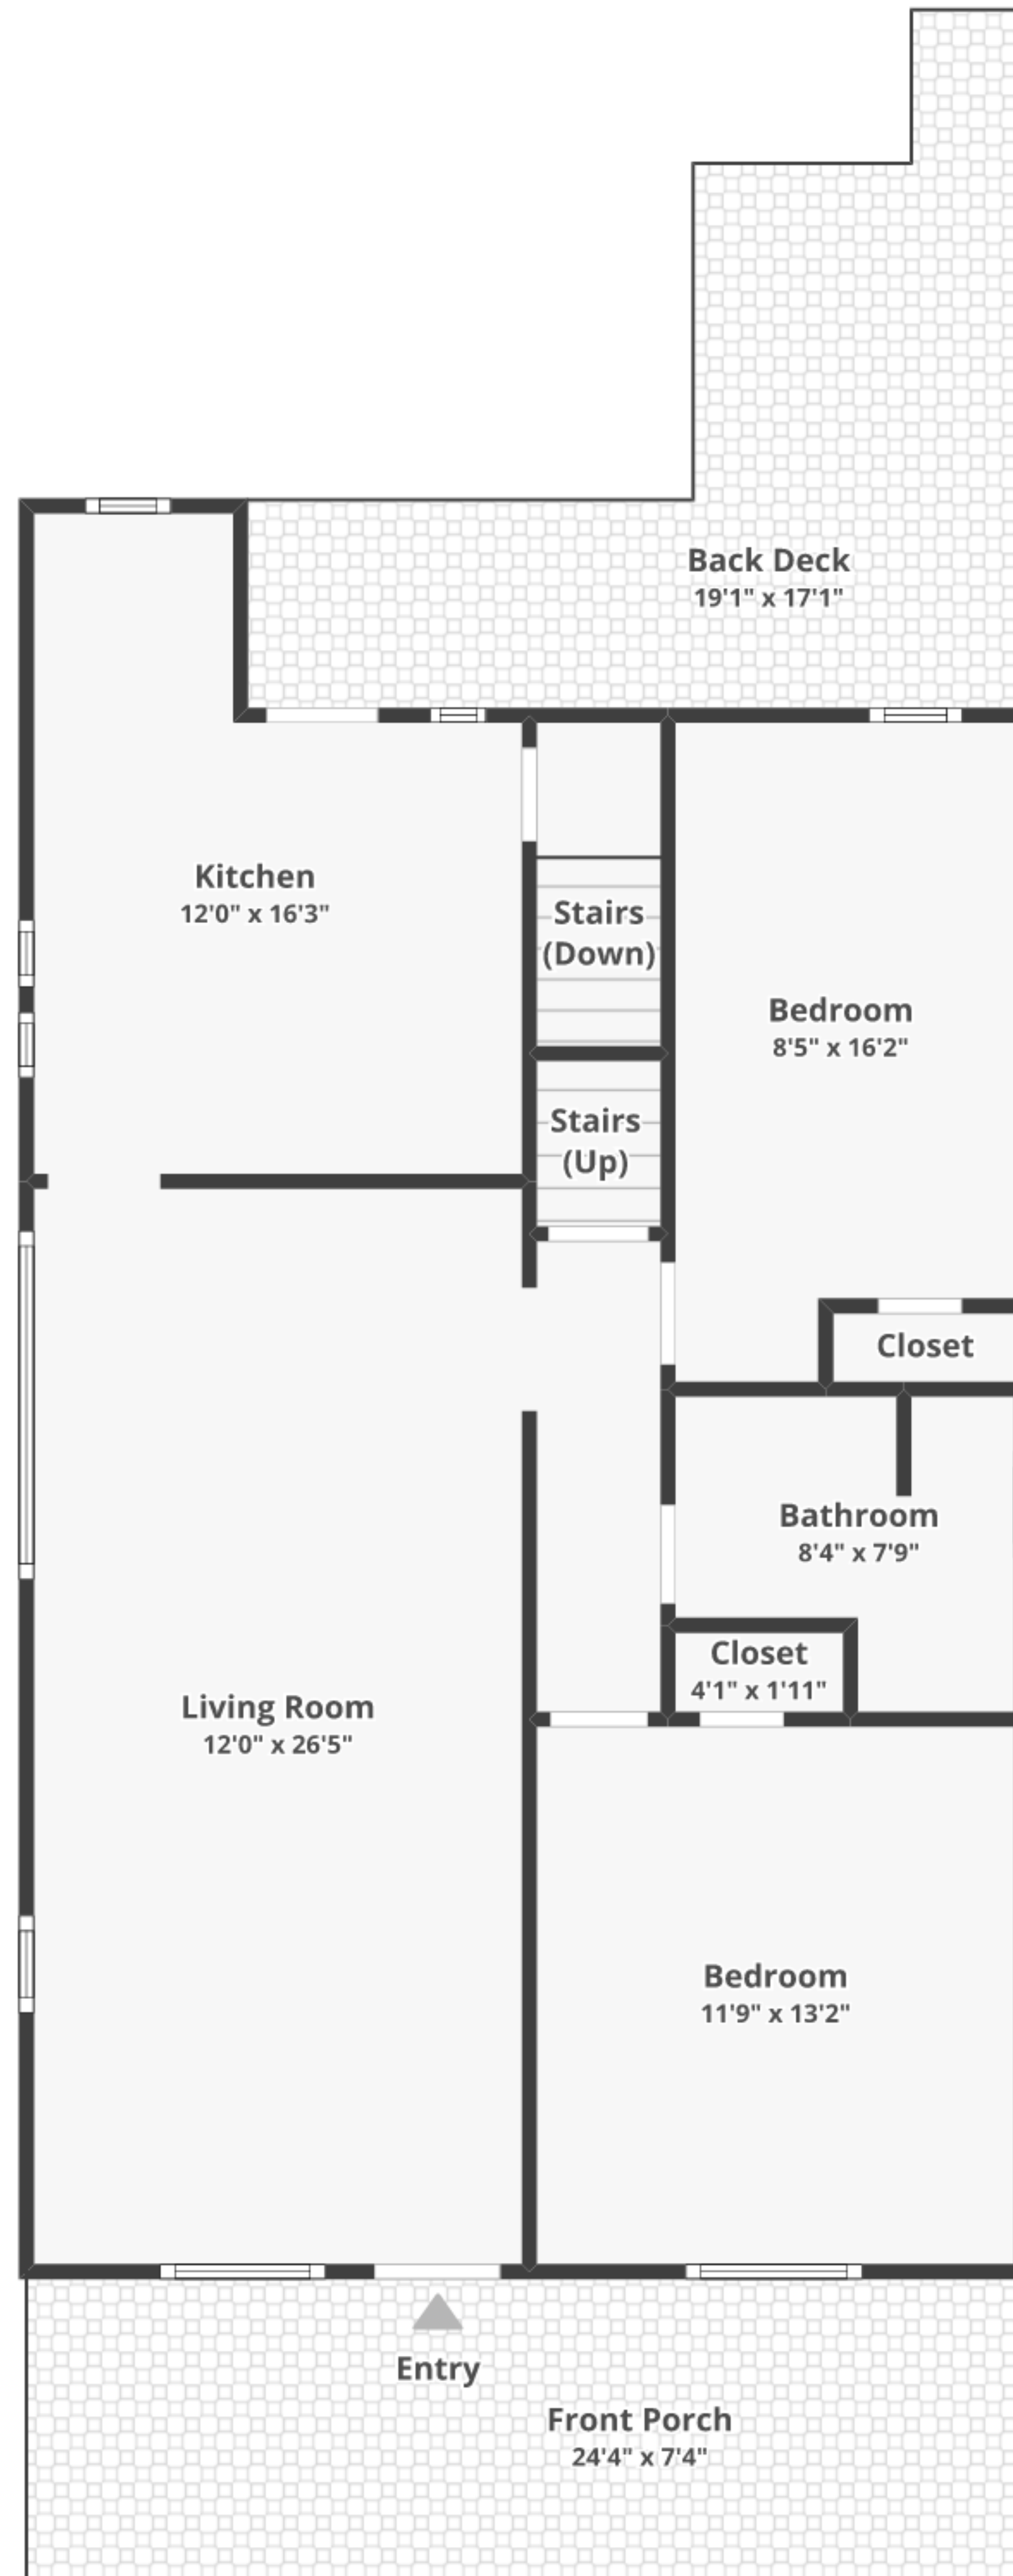 Back Deck
19'1" x 17'1"
Kitchen
12'0" x 16'3"
Stairs
(Down)
Bedroom
8'5" x 16'2"
Stairs
(Up)
Closet
Bathroom
8'4" x 7'9"
Closet
4'1" x 1'11"
Living Room
12'0" x 26'5"
Bedroom
11'9" x 13'2"
Entry
Front Porch
24'4" x 7'4"